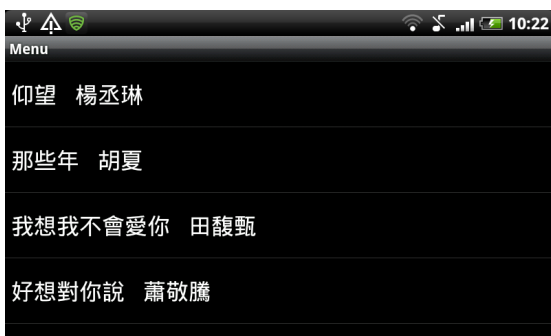 10:22
Menu
仰望 楊丞琳
那些年 胡夏
我想我不會愛你 田馥甄
好想對你說 蕭敬騰